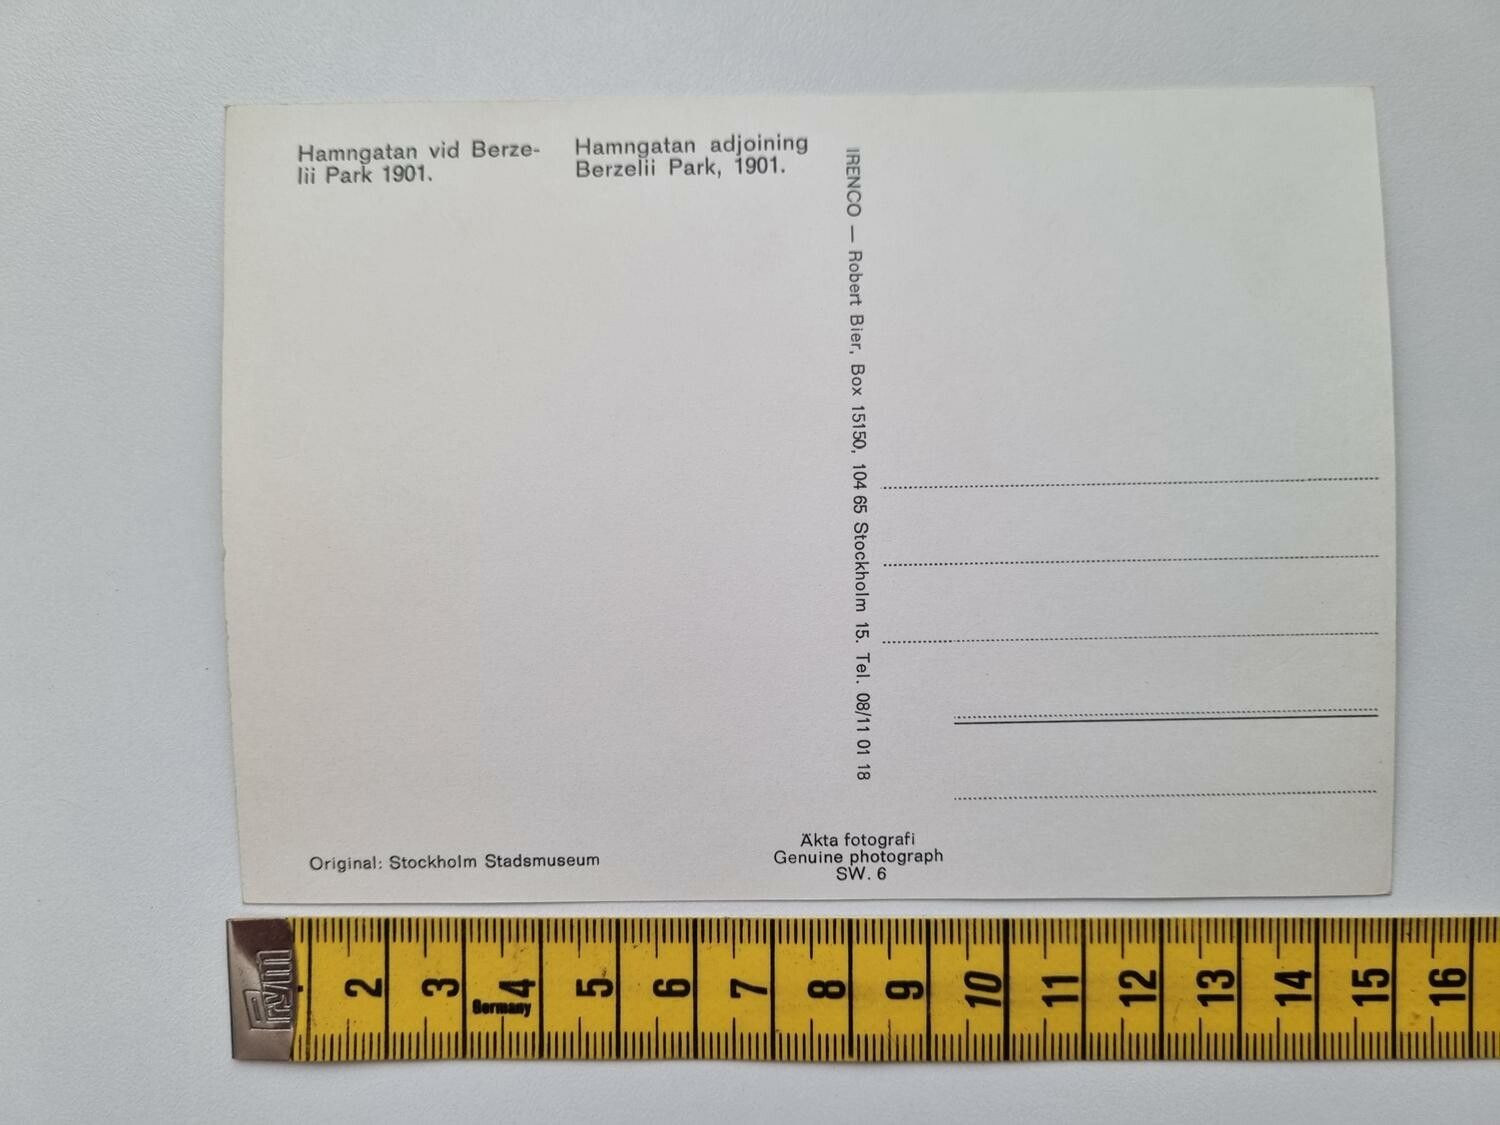 Hamngatan vid Berze-
lii Park 1901.
Hamngatan adjoining
Berzelii Park, 1901.
IRENCO — Robert Bier, Box 15150, 104 65 Stockholm 15. Tel. 08/11 01 18
Original: Stockholm Stadsmuseum
Äkta fotografi
Genuine photograph
SW. 6
Prym
2 3 4 5 6 7 8 9 10 11 12 13 14 15 16
Germany